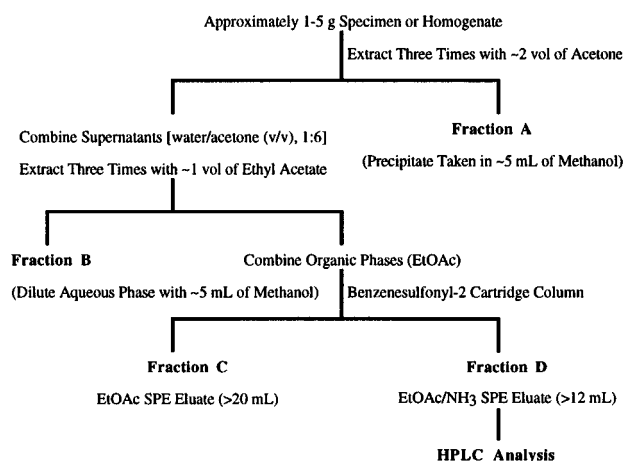 Approximately 1-5 g Specimen or Homogenate
Extract Three Times with ~2 vol of Acetone
Combine Supernatants [water/acetone (v/v), 1:6]
Extract Three Times with ~1 vol of Ethyl Acetate
Fraction A
(Precipitate Taken in ~5 mL of Methanol)
Fraction B
(Dilute Aqueous Phase with ~5 mL of Methanol)
Combine Organic Phases (EtOAc)
Benzenesulfonyl-2 Cartridge Column
Fraction C
EtOAc SPE Eluate (>20 mL)
Fraction D
EtOAc/NH3 SPE Eluate (>12 mL)
HPLC Analysis